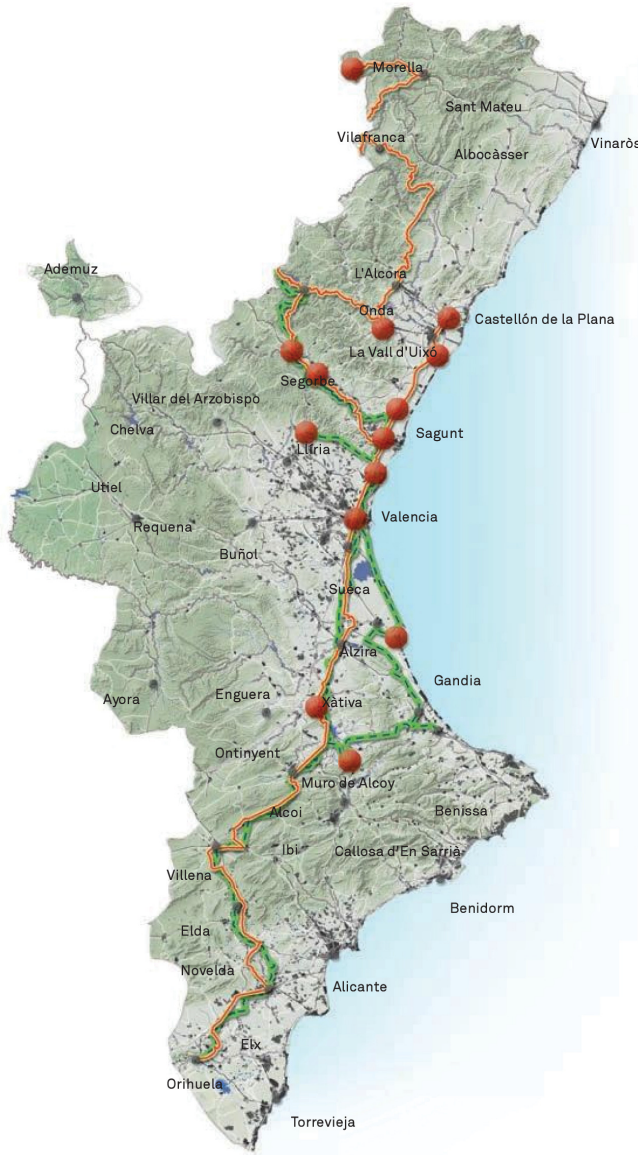 Morella
Sant Mateu
Vinaròs
Vilafranca
Albocàsser
Ademuz
L'Alcora
Onda
Castellón de la Plana
La Vall d'Uixó
Segorbe
Villar del Arzobispo
Chelva
Sagunt
Llíria
Utiel
Valencia
Requena
Buñol
Sueca
Alzira
Gandia
Enguera
Ayora
Xàtiva
Ontinyent
Muro de Alcoy
Alcoi
Benissa
Ibi
Callosa d'En Sarrià
Villena
Benidorm
Elda
Novelda
Alicante
Elx
Orihuela
Torrevieja